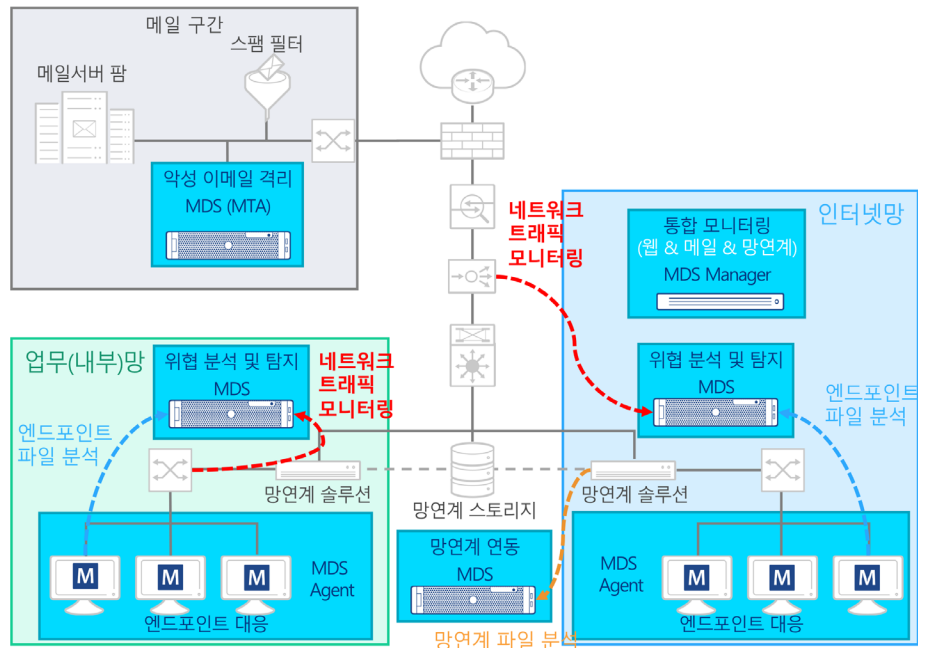 메일 구간
스팸 필터
메일서버 팜
악성 이메일 격리
MDS (MTA)
네트워크
트래픽
모니터링
인터넷망
통합 모니터링
(웹 & 메일 & 망연계)
MDS Manager
업무(내부)망
위협 분석 및 탐지
MDS
네트워크
트래픽
모니터링
위협 분석 및 탐지
MDS
엔드포인트
파일 분석
엔드포인트
파일 분석
망연계 솔루션
망연계 스토리지
망연계 솔루션
M
M
M
MDS
Agent
엔드포인트 대응
망연계 연동
MDS
망연계 파일 분석
MDS
Agent
M
M
M
엔드포인트 대응